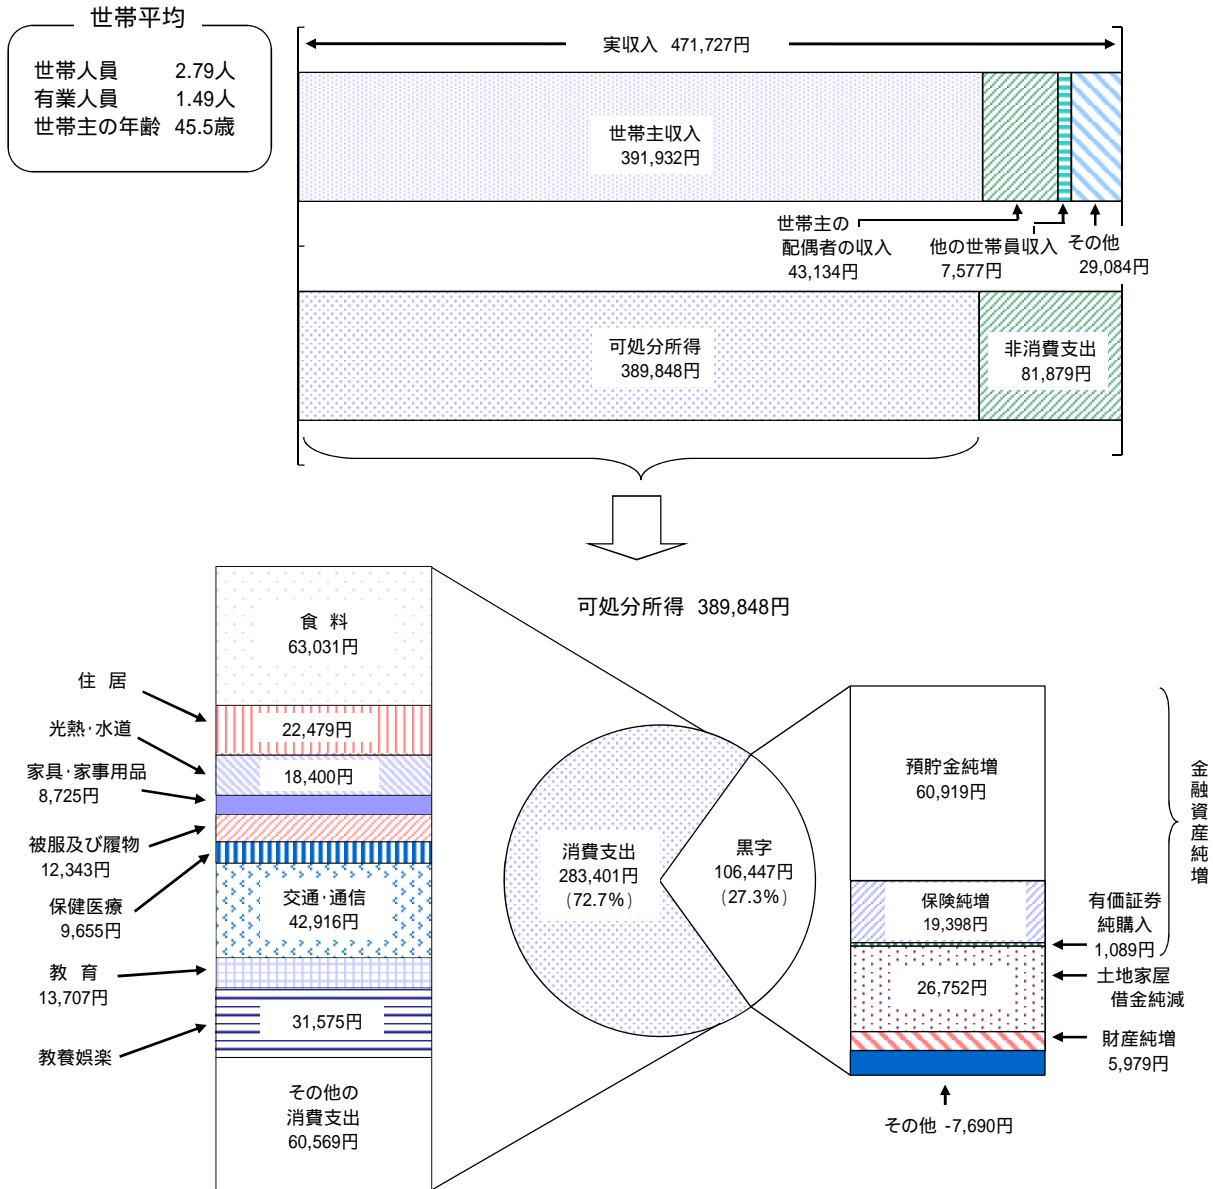 世帯平均
世帯人員 2.79人
有業人員 1.49人
世帯主の年齢 45.5歳
実収入 471,727円
世帯主収入
391,932円
世帯主の
配偶者の収入
43,134円
他の世帯員収入
7,577円
その他
29,084円
可処分所得
389,848円
非消費支出
81,879円
可処分所得 389,848円
食 料
63,031円
住 居
22,479円
光熱・水道
18,400円
家具・家事用品
8,725円
被服及び履物
12,343円
保健医療
9,655円
交通・通信
42,916円
教 育
13,707円
教養娯楽
31,575円
その他の
消費支出
60,569円
消費支出
283,401円
(72.7%)
黒字
106,447円
(27.3%)
預貯金純増
60,919円
保険純増
19,398円
有価証券
純購入
1,089円
金融資産純増
26,752円
土地家屋
借金純減
財産純増
5,979円
その他 -7,690円